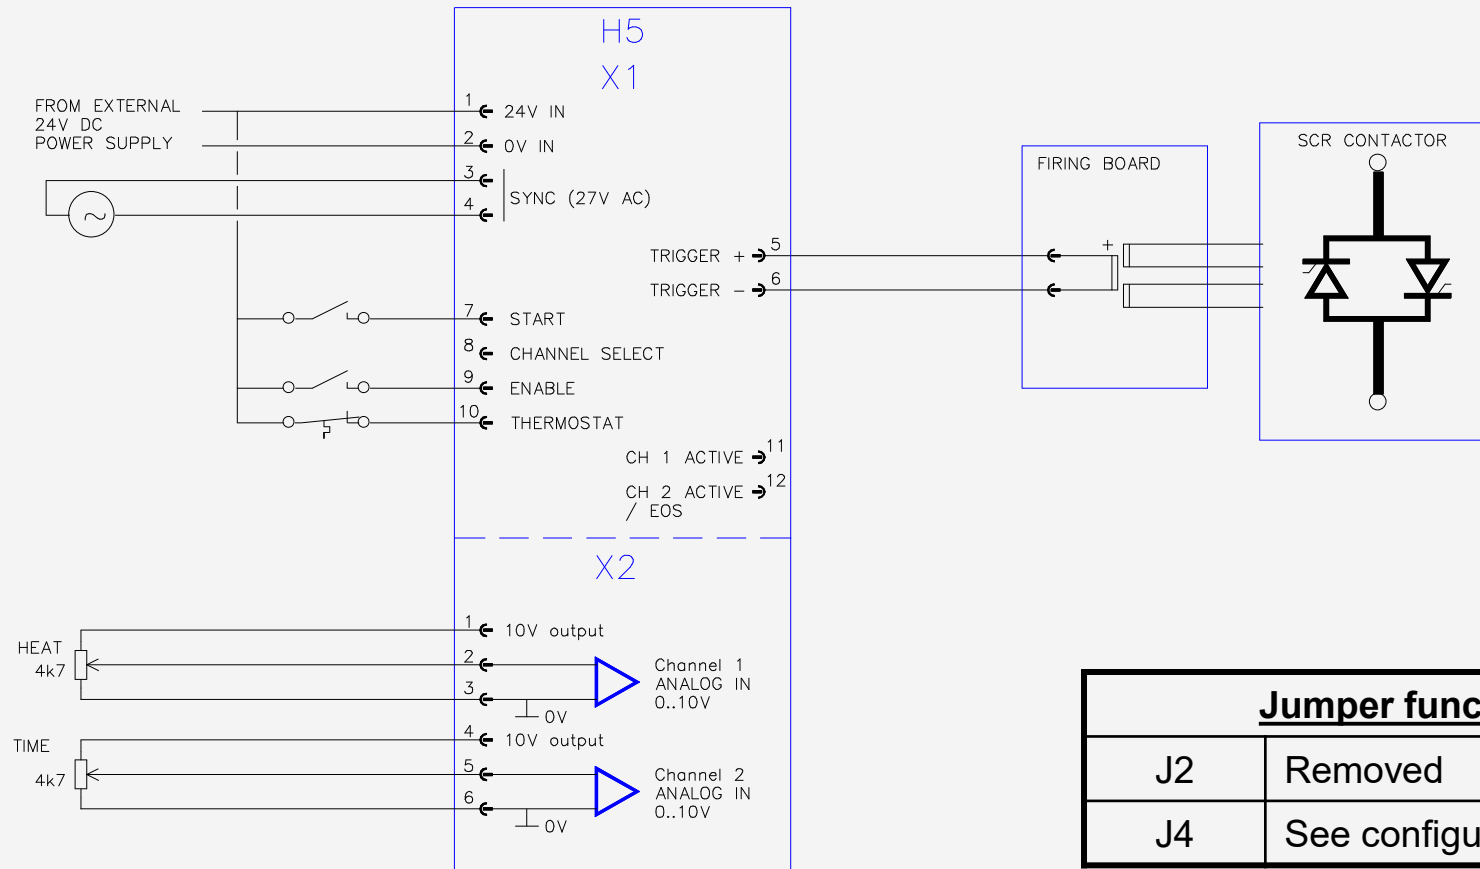 H5
X1
FROM EXTERNAL
24V DC
POWER SUPPLY
1
24V IN
2
0V IN
3
4
SYNC (27V AC)
TRIGGER +
5
TRIGGER -
6
7
START
8
CHANNEL SELECT
9
ENABLE
10
THERMOSTAT
CH 1 ACTIVE
11
CH 2 ACTIVE
/ EOS
12
FIRING BOARD
+
SCR CONTACTOR
X2
HEAT
4k7
1
10V output
2
3
Channel 1
ANALOG IN
0..10V
0V
TIME
4k7
4
10V output
5
6
Channel 2
ANALOG IN
0..10V
0V
Jumper func
J2 Removed
J4 See configu